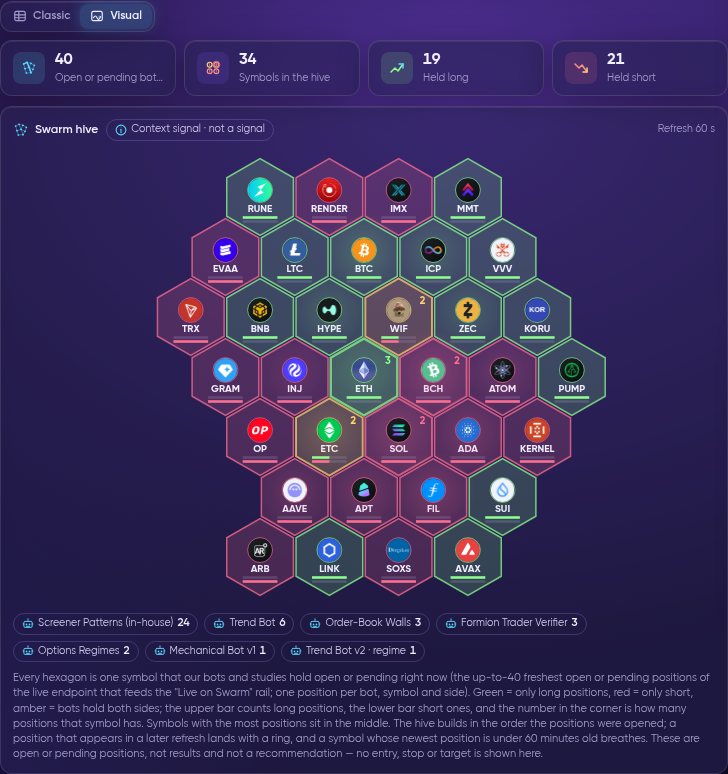 Classic Visual
40 34 19 21
Open or pending bot... Symbols in the hive Held long Held short
Swarm hive Context signal · not a signal Refresh 60 s
RUNE RENDER IMX MMT
EVAA LTC BTC ICP VVV
2
KOR
TRX BNB HYPE WIF ZEC KORU
3 2
GRAM INJ ETH BCH ATOM PUMP
2 2
OP
OP ETC SOL ADA KERNEL
AAVE APT FIL SUI
AR
ARB LINK SOXS AVAX
Screener Patterns (in-house) 24 Trend Bot 6 Order-Book Walls 3 Formion Trader Verifier 3
Options Regimes 2 Mechanical Bot v1 1 Trend Bot v2 · regime 1
Every hexagon is one symbol that our bots and studies hold open or pending right now (the up-to-40 freshest open or pending positions of
the live endpoint that feeds the "Live on Swarm" rail; one position per bot, symbol and side). Green = only long positions, red = only short,
amber = bots hold both sides; the upper bar counts long positions, the lower bar short ones, and the number in the corner is how many
positions that symbol has. Symbols with the most positions sit in the middle. The hive builds in the order the positions were opened; a
position that appears in a later refresh lands with a ring, and a symbol whose newest position is under 60 minutes old breathes. These are
open or pending positions, not results and not a recommendation — no entry, stop or target is shown here.